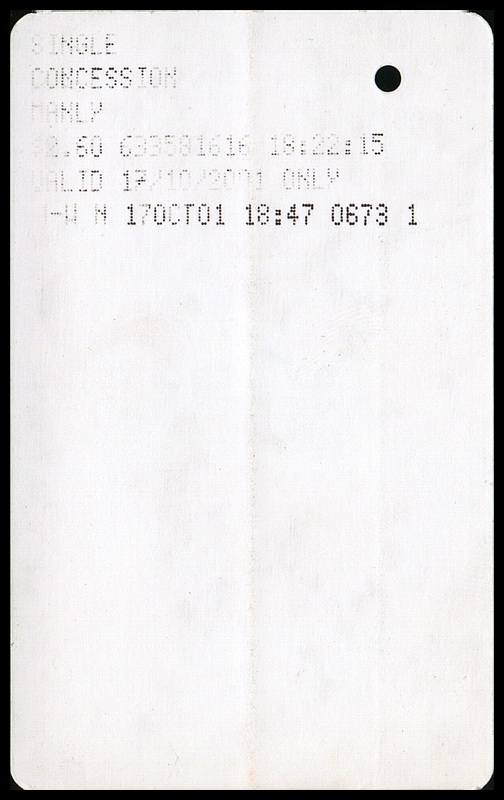 SINGLE
CONCESSION
MANLY
$2.60 633581616 18:22:15
VALID 17/10/2001 ONLY
-W N 17OCT01 18:47 0673 1